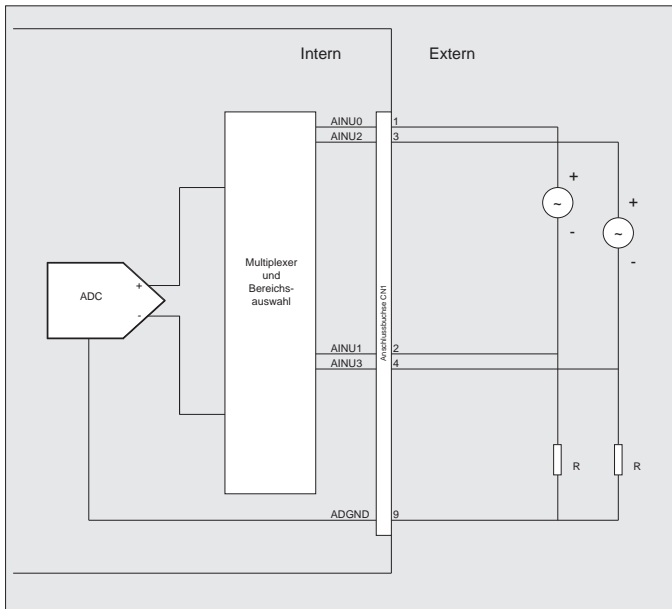 Intern Extern
AINU0 1
AINU2 3
+
~
-
+
~
-
ADC
+
-
Multiplexer
und
Bereichs-
auswahl
Anschlussbuchse CN1
AINU1 2
AINU3 4
R R
ADGND 9